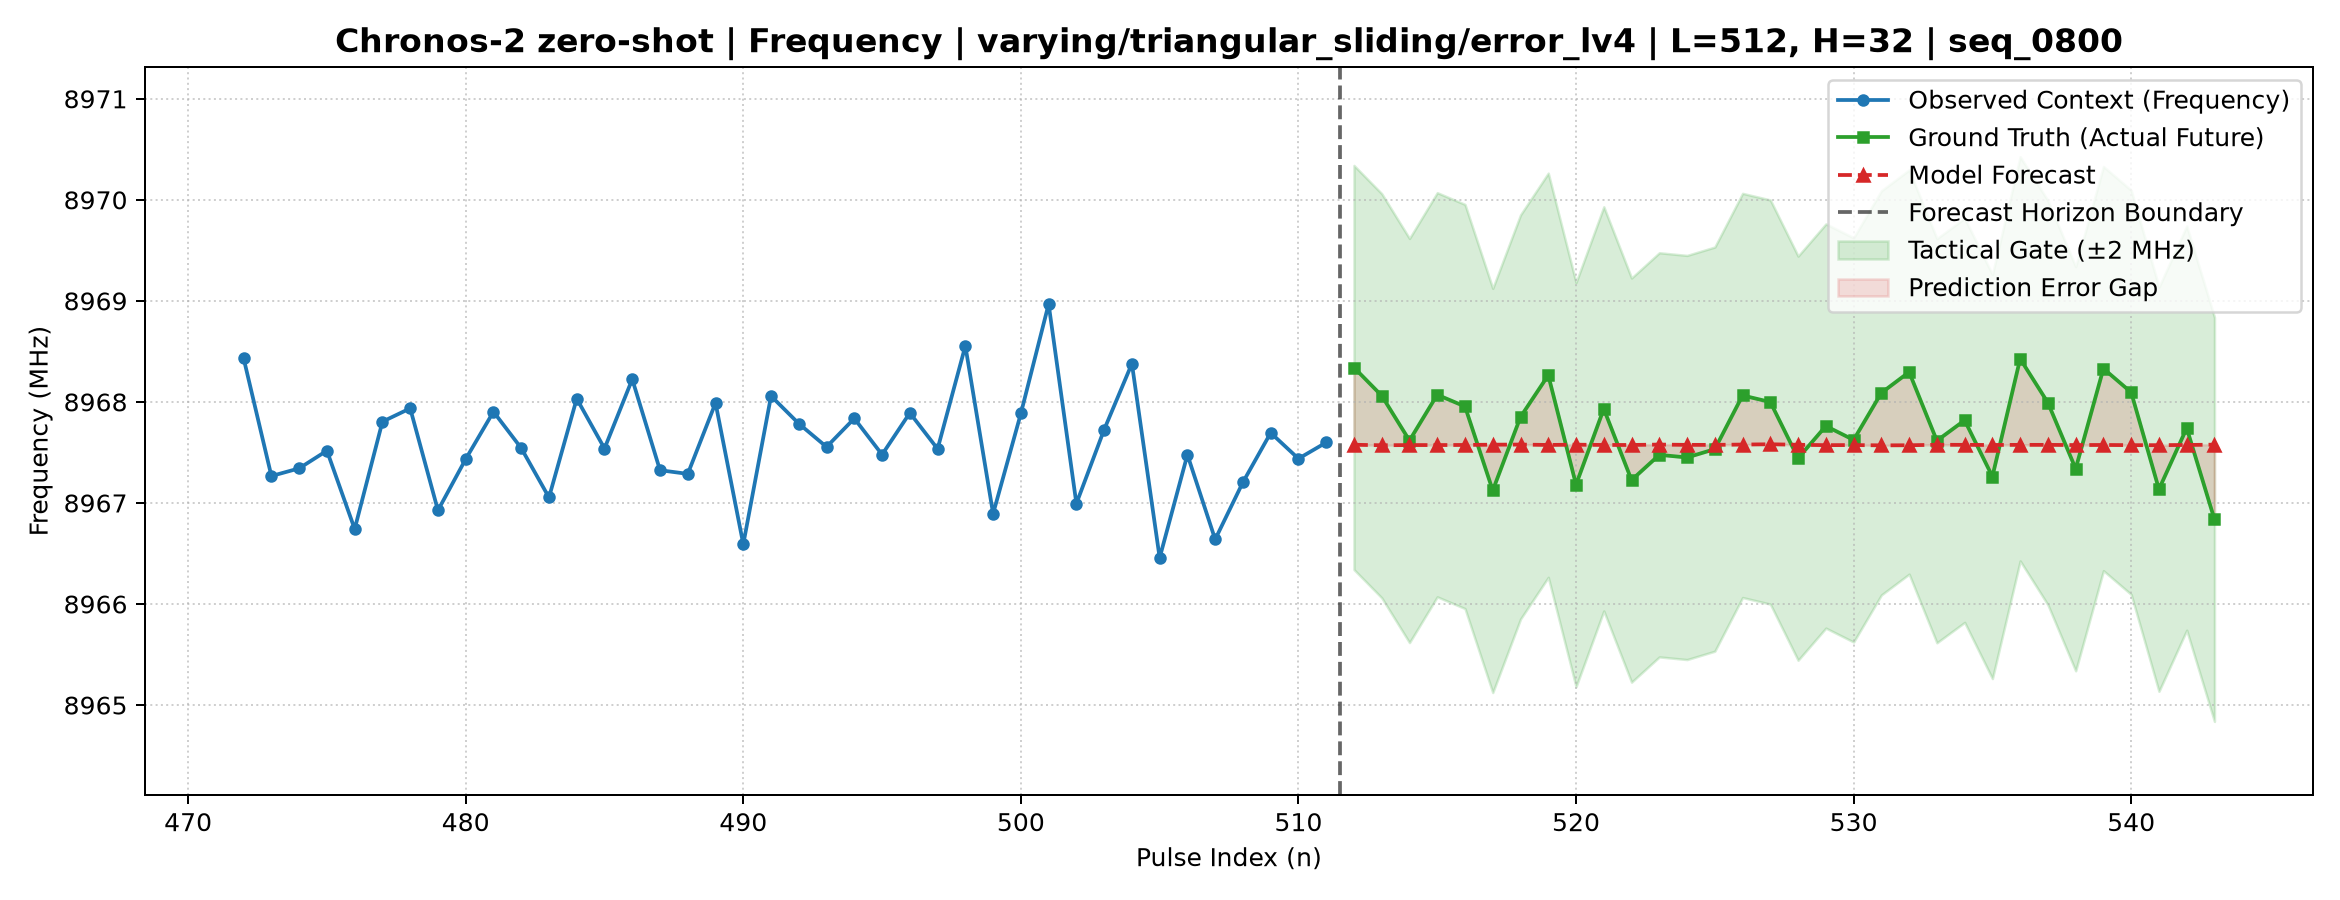 Chronos-2 zero-shot | Frequency | varying/triangular_sliding/error_lv4 | L=512, H=32 | seq_0800
Frequency (MHz)
8971
8970
8969
8968
8967
8966
8965
Observed Context (Frequency)
Ground Truth (Actual Future)
Model Forecast
Forecast Horizon Boundary
Tactical Gate (±2 MHz)
Prediction Error Gap
470 480 490 500 510 520 530 540
Pulse Index (n)